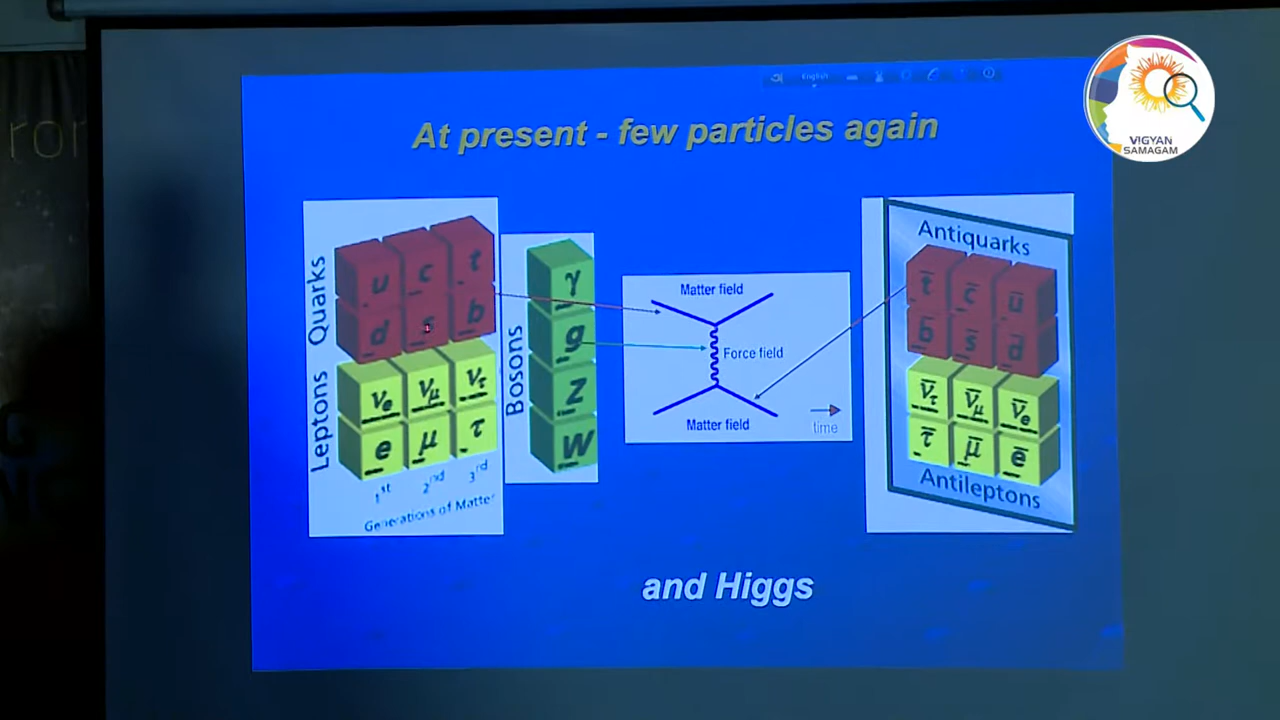 VIGYAN
SAMAGAM
English
At present - few particles again
Quarks
u c t
d s b
Leptons
νe νμ ντ
e μ τ
1st 2nd 3rd
Generations of Matter
Bosons
γ
g
Z
W
Matter field
Force field
Matter field
time
Antiquarks
t̅ c̅ u̅
b̅ s̅ d̅
ν̅τ ν̅μ ν̅e
τ̅ μ̅ e̅
Antileptons
and Higgs